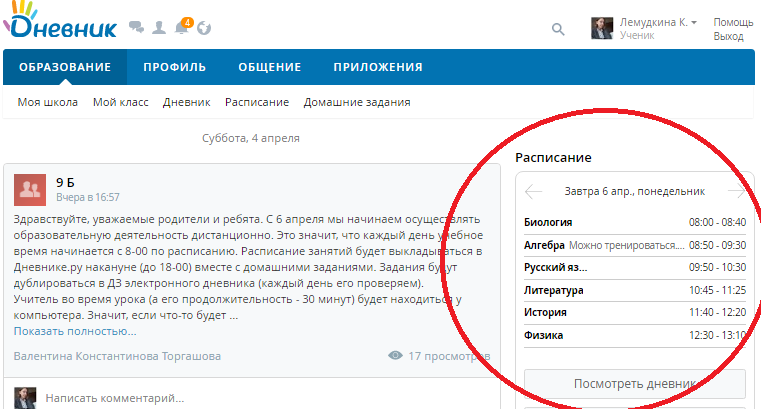 Дневник
4
Лемудкина К.
Ученик
Помощь
Выход
ОБРАЗОВАНИЕ ПРОФИЛЬ ОБЩЕНИЕ ПРИЛОЖЕНИЯ
Моя школа Мой класс Дневник Расписание Домашние задания
Суббота, 4 апреля
9 Б
Вчера в 16:57
Здравствуйте, уважаемые родители и ребята. С 6 апреля мы начинаем осуществлять
образовательную деятельность дистанционно. Это значит, что каждый день учебное
время начинается с 8-00 по расписанию. Расписание занятий будет выкладываться в
Дневнике.ру накануне (до 18-00) вместе с домашними заданиями. Задания будут
дублироваться в ДЗ электронного дневника (каждый день его проверяем).
Учитель во время урока (а его продолжительность - 30 минут) будет находиться у
компьютера. Значит, если что-то будет ...
Показать полностью...
Валентина Константинова Торгашова
17 просмотров
Написать комментарий...
Расписание
Завтра 6 апр., понедельник
Биология 08:00 - 08:40
Алгебра Можно тренироваться.... 08:50 - 09:30
Русский яз... 09:50 - 10:30
Литература 10:45 - 11:25
История 11:40 - 12:20
Физика 12:30 - 13:10
Посмотреть дневник